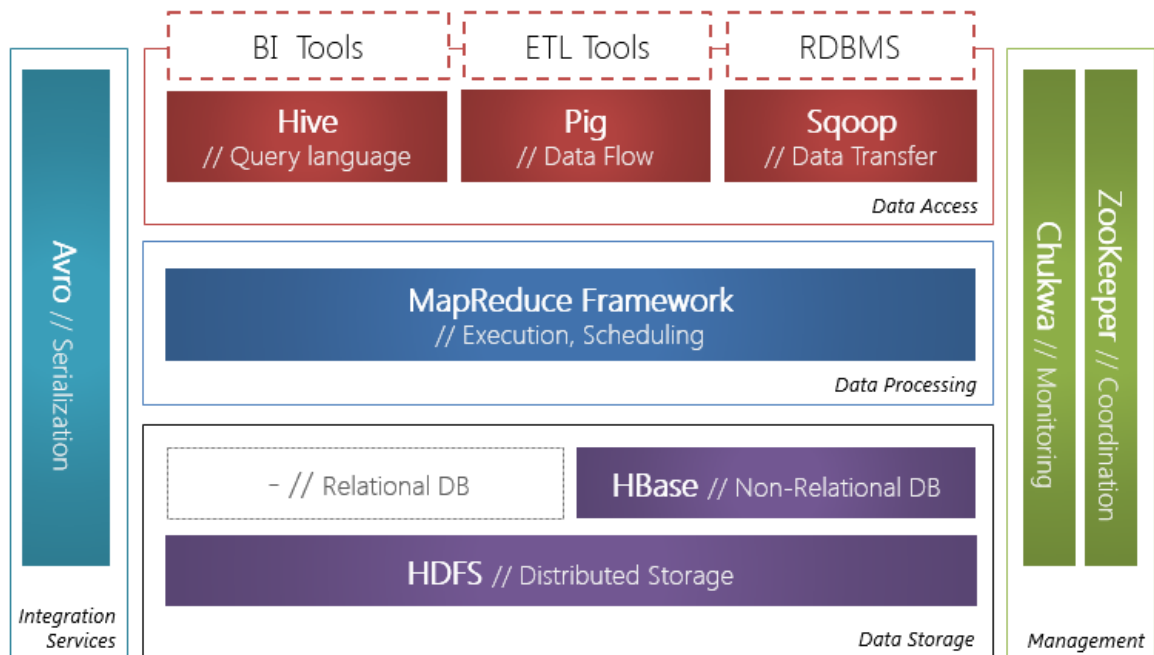 BI Tools
ETL Tools
RDBMS
Hive
// Query language
Pig
// Data Flow
Sqoop
// Data Transfer
Data Access
MapReduce Framework
// Execution, Scheduling
Data Processing
- // Relational DB
HBase // Non-Relational DB
HDFS // Distributed Storage
Data Storage
Avro // Serialization
Integration
Services
Chukwa // Monitoring
ZooKeeper // Coordination
Management